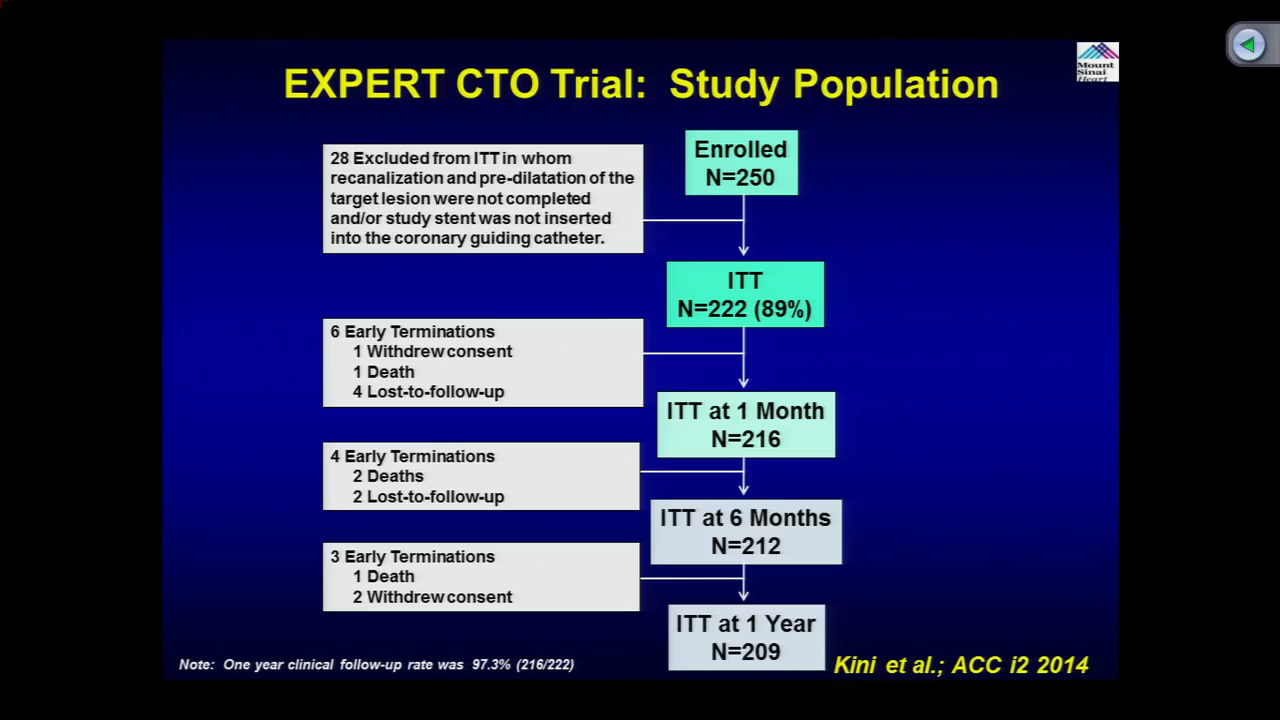 Mount
Sinai
Heart
EXPERT CTO Trial: Study Population
Enrolled
N=250
28 Excluded from ITT in whom
recanalization and pre-dilatation of the
target lesion were not completed
and/or study stent was not inserted
into the coronary guiding catheter.
ITT
N=222 (89%)
6 Early Terminations
1 Withdrew consent
1 Death
4 Lost-to-follow-up
ITT at 1 Month
N=216
4 Early Terminations
2 Deaths
2 Lost-to-follow-up
ITT at 6 Months
N=212
3 Early Terminations
1 Death
2 Withdrew consent
ITT at 1 Year
N=209
Note: One year clinical follow-up rate was 97.3% (216/222)
Kini et al.; ACC i2 2014